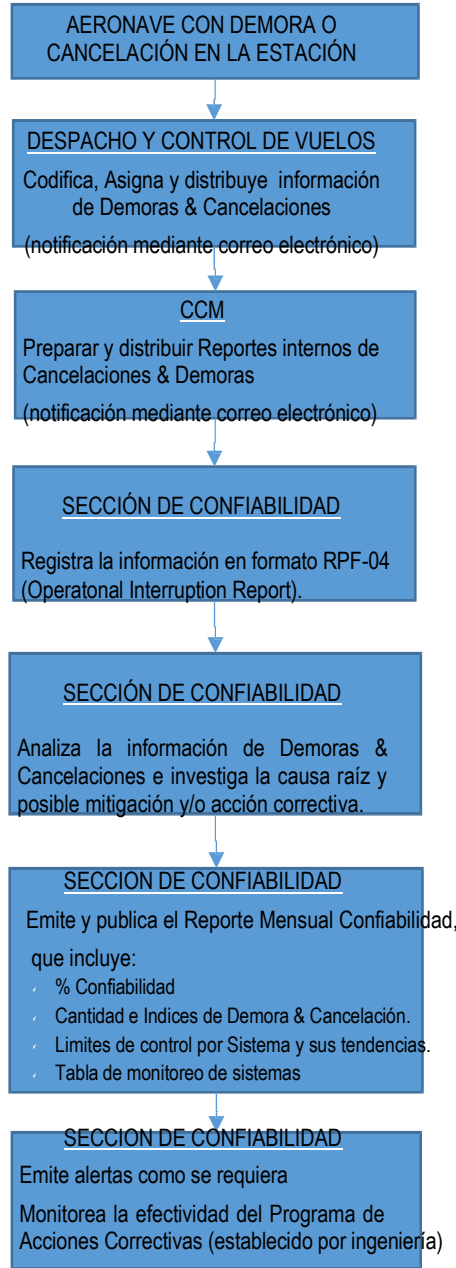 AERONAVE CON DEMORA O
CANCELACIÓN EN LA ESTACIÓN
DESPACHO Y CONTROL DE VUELOS
Codifica, Asigna y distribuye información
de Demoras & Cancelaciones
(notificación mediante correo electrónico)
CCM
Preparar y distribuir Reportes internos de
Cancelaciones & Demoras
(notificación mediante correo electrónico)
SECCIÓN DE CONFIABILIDAD
Registra la información en formato RPF-04
(Operatonal Interruption Report).
SECCIÓN DE CONFIABILIDAD
Analiza la información de Demoras &
Cancelaciones e investiga la causa raíz y
posible mitigación y/o acción correctiva.
SECCION DE CONFIABILIDAD
Emite y publica el Reporte Mensual Confiabilidad,
que incluye:
✓ % Confiabilidad
✓ Cantidad e Indices de Demora & Cancelación.
✓ Limites de control por Sistema y sus tendencias.
✓ Tabla de monitoreo de sistemas
SECCION DE CONFIABILIDAD
Emite alertas como se requiera
Monitorea la efectividad del Programa de
Acciones Correctivas (establecido por ingeniería)